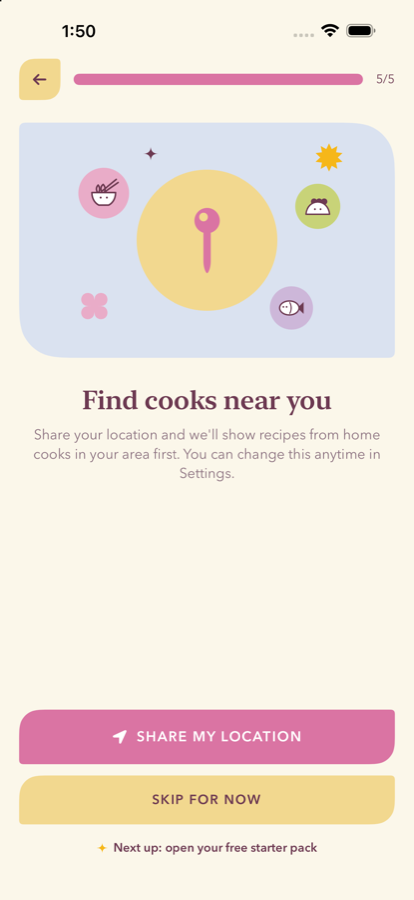 1:50
5/5
Find cooks near you
Share your location and we'll show recipes from home
cooks in your area first. You can change this anytime in
Settings.
SHARE MY LOCATION
SKIP FOR NOW
Next up: open your free starter pack